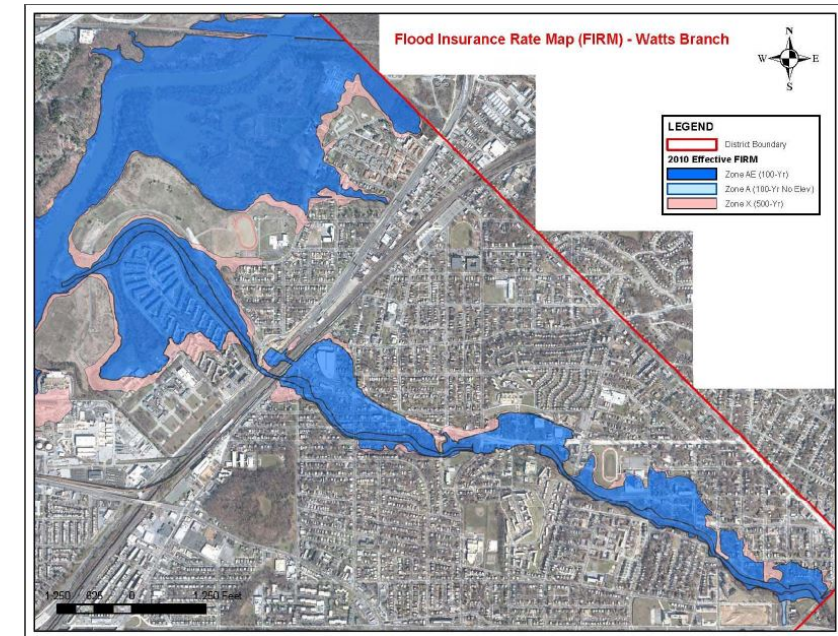 Flood Insurance Rate Map (FIRM) - Watts Branch
N
W E
S
LEGEND
District Boundary
2010 Effective FIRM
Zone AE (100-Yr)
Zone A (100-Yr No Elev)
Zone X (500-Yr)
1,250 625 0 1,250 Feet